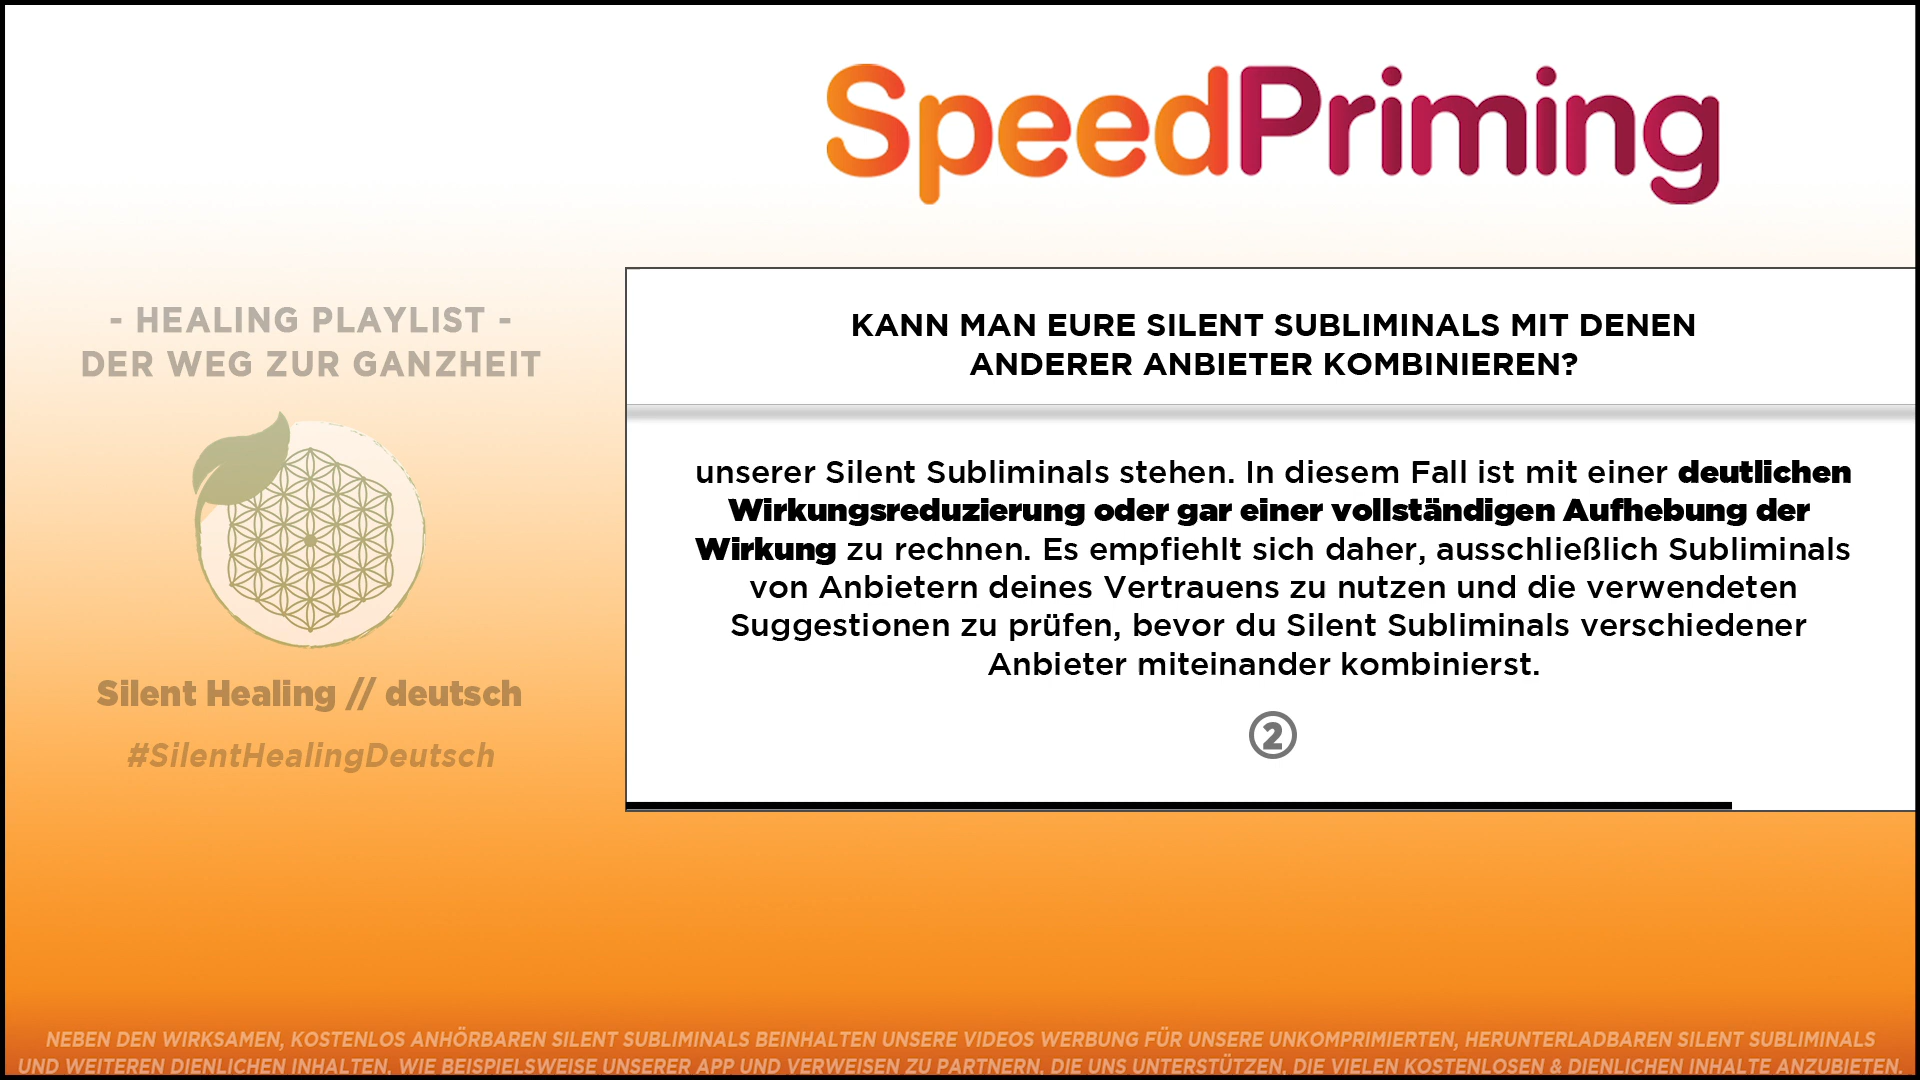 SpeedPriming
- HEALING PLAYLIST -
DER WEG ZUR GANZHEIT
Silent Healing // deutsch
#SilentHealingDeutsch
KANN MAN EURE SILENT SUBLIMINALS MIT DENEN
ANDERER ANBIETER KOMBINIEREN?
unserer Silent Subliminals stehen. In diesem Fall ist mit einer deutlichen
Wirkungsreduzierung oder gar einer vollständigen Aufhebung der
Wirkung zu rechnen. Es empfiehlt sich daher, ausschließlich Subliminals
von Anbietern deines Vertrauens zu nutzen und die verwendeten
Suggestionen zu prüfen, bevor du Silent Subliminals verschiedener
Anbieter miteinander kombinierst.
2
NEBEN DEN WIRKSAMEN, KOSTENLOS ANHÖRBAREN SILENT SUBLIMINALS BEINHALTEN UNSERE VIDEOS WERBUNG FÜR UNSERE UNKOMPRIMIERTEN, HERUNTERLADBAREN SILENT SUBLIMINALS
UND WEITEREN DIENLICHEN INHALTEN, WIE BEISPIELSWEISE UNSERER APP UND VERWEISEN ZU PARTNERN, DIE UNS UNTERSTÜTZEN, DIE VIELEN KOSTENLOSEN & DIENLICHEN INHALTE ANZUBIETEN.